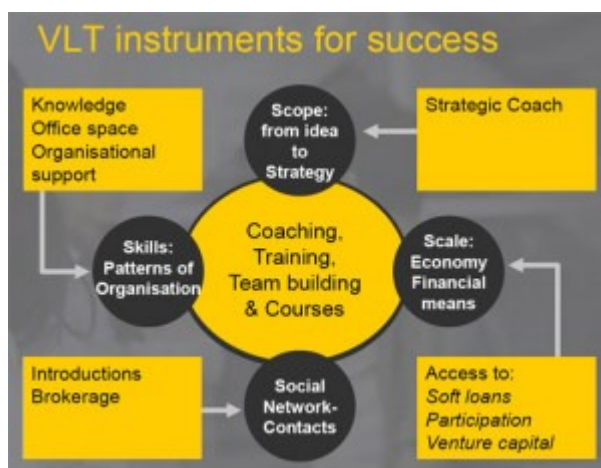 VLT instruments for success
Knowledge
Office space
Organisational
support
Scope:
from idea
to
Strategy
Strategic Coach
Skills:
Patterns of
Organisation
Coaching,
Training,
Team building
& Courses
Scale:
Economy
Financial
means
Introductions
Brokerage
Social
Network-
Contacts
Access to:
Soft loans
Participation
Venture capital